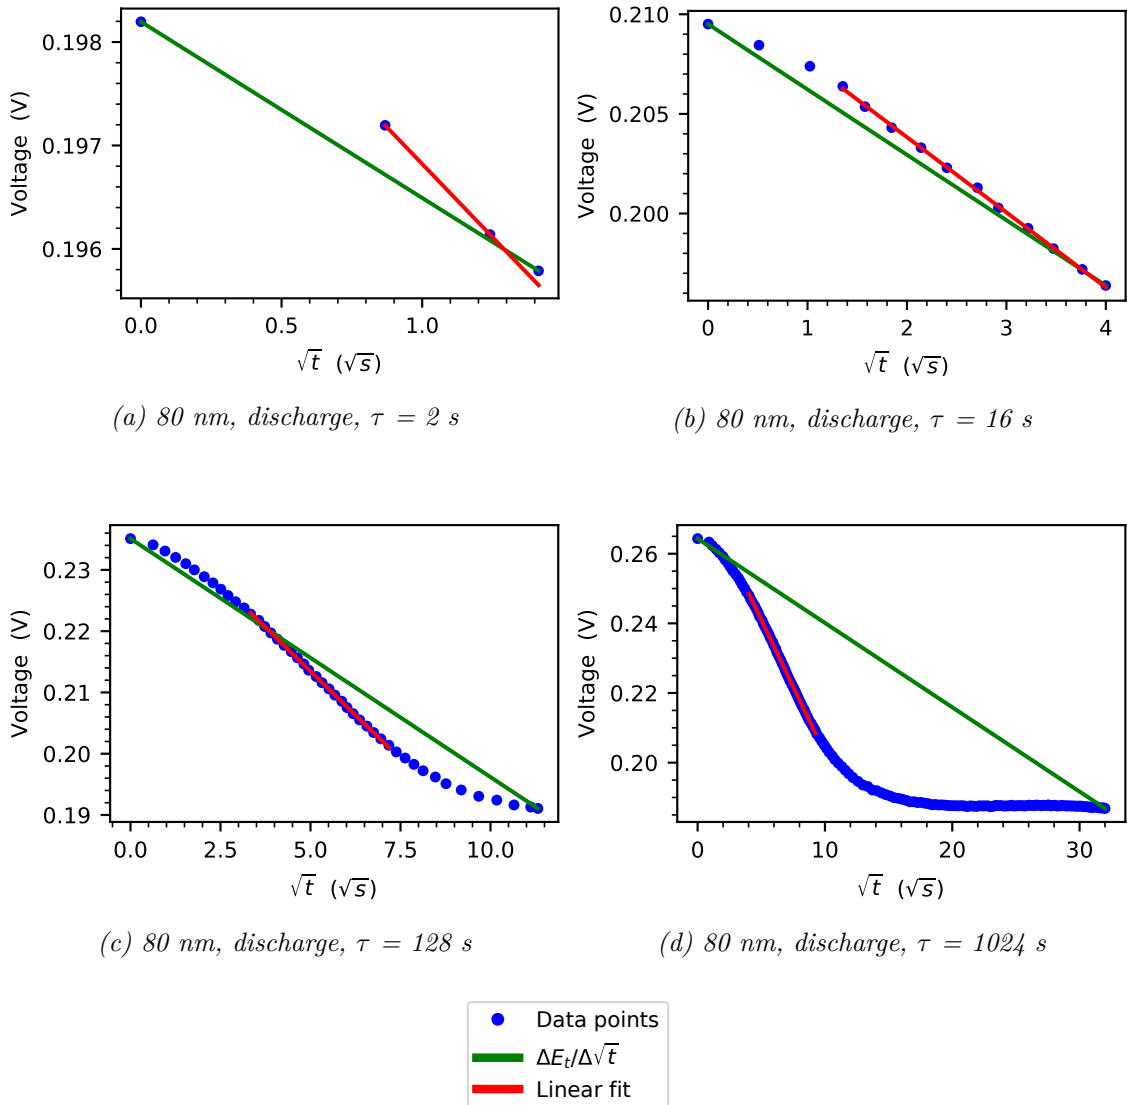 0.198
0.197
0.196
Voltage (V)
0.0 0.5 1.0
√t (√s)
(a) 80 nm, discharge, τ = 2 s
0.210
0.205
0.200
Voltage (V)
0 1 2 3 4
√t (√s)
(b) 80 nm, discharge, τ = 16 s
0.23
0.22
0.21
0.20
0.19
Voltage (V)
0.0 2.5 5.0 7.5 10.0
√t (√s)
(c) 80 nm, discharge, τ = 128 s
0.26
0.24
0.22
0.20
Voltage (V)
0 10 20 30
√t (√s)
(d) 80 nm, discharge, τ = 1024 s
Data points
ΔE_t/Δ√t
Linear fit